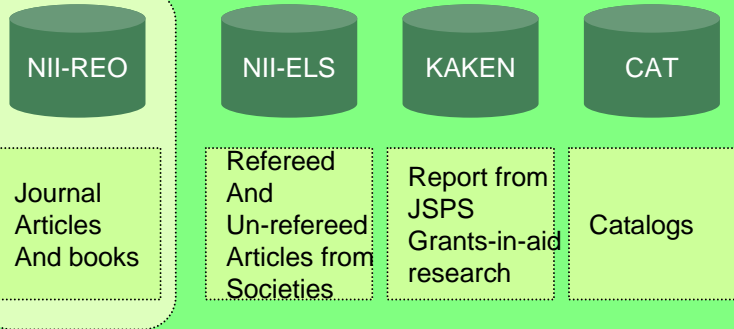 NII-REO
NII-ELS
KAKEN
CAT
Journal
Articles
And books
Refereed
And
Un-refereed
Articles from
Societies
Report from
JSPS
Grants-in-aid
research
Catalogs